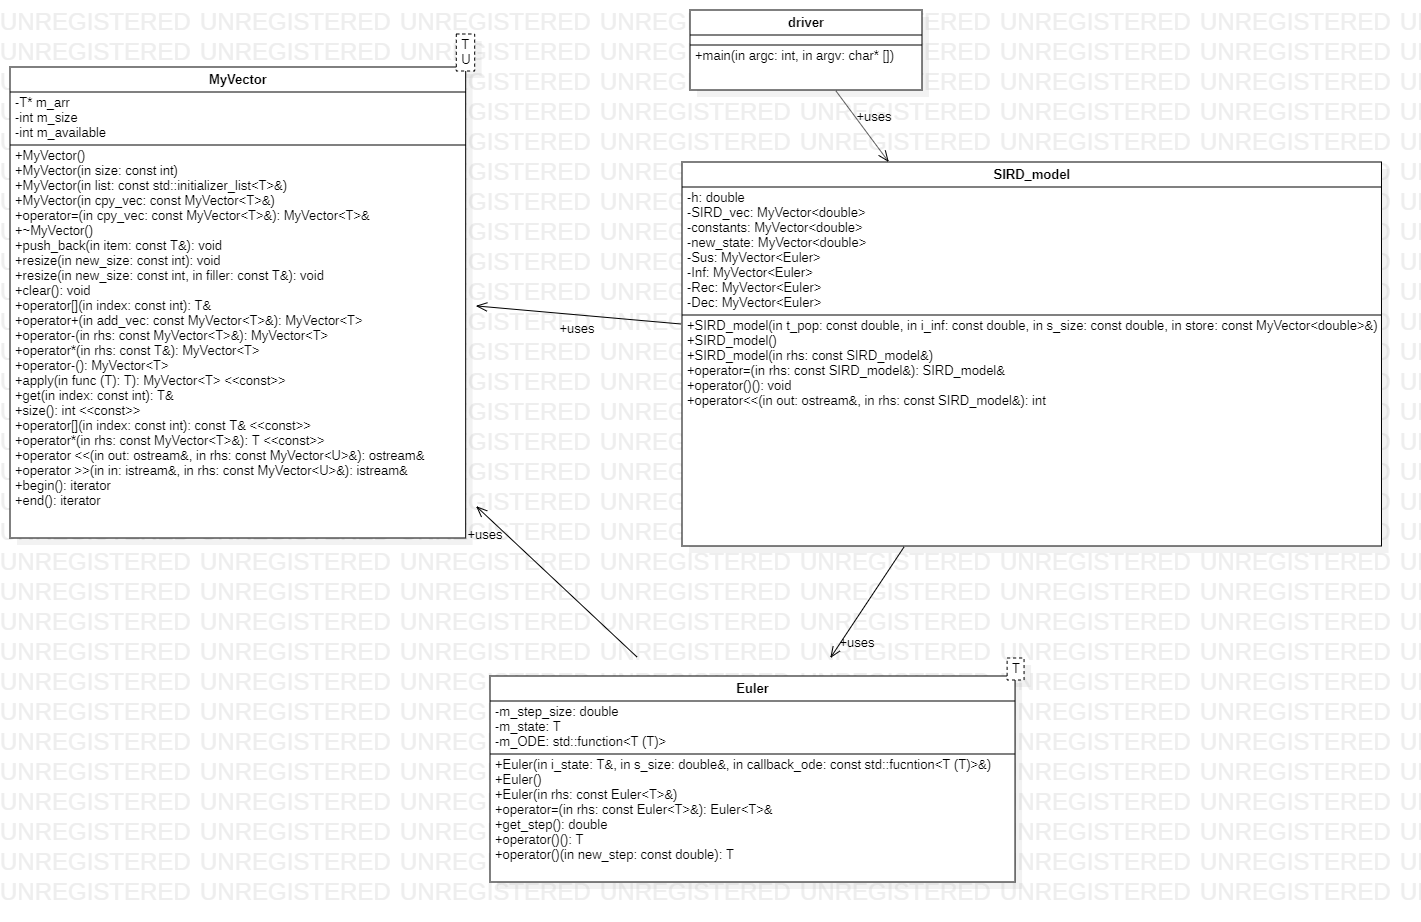 driver
+main(in argc: int, in argv: char* [])
+uses
T
U
MyVector
-T* m_arr
-int m_size
-int m_available
+MyVector()
+MyVector(in size: const int)
+MyVector(in list: const std::initializer_list<T>&)
+MyVector(in cpy_vec: const MyVector<T>&)
+operator=(in cpy_vec: const MyVector<T>&): MyVector<T>&
+~MyVector()
+push_back(in item: const T&): void
+resize(in new_size: const int): void
+resize(in new_size: const int, in filler: const T&): void
+clear(): void
+operator[](in index: const int): T&
+operator+(in add_vec: const MyVector<T>&): MyVector<T>
+operator-(in rhs: const MyVector<T>&): MyVector<T>
+operator*(in rhs: const T&): MyVector<T>
+operator-(): MyVector<T>
+apply(in func (T): T): MyVector<T> <<const>>
+get(in index: const int): T&
+size(): int <<const>>
+operator[](in index: const int): const T& <<const>>
+operator*(in rhs: const MyVector<T>&): T <<const>>
+operator <<(in out: ostream&, in rhs: const MyVector<U>&): ostream&
+operator >>(in in: istream&, in rhs: const MyVector<U>&): istream&
+begin(): iterator
+end(): iterator
SIRD_model
-h: double
-SIRD_vec: MyVector<double>
-constants: MyVector<double>
-new_state: MyVector<double>
-Sus: MyVector<Euler>
-Inf: MyVector<Euler>
-Rec: MyVector<Euler>
-Dec: MyVector<Euler>
+SIRD_model(in t_pop: const double, in i_inf: const double, in s_size: const double, in store: const MyVector<double>&)
+SIRD_model()
+SIRD_model(in rhs: const SIRD_model&)
+operator=(in rhs: const SIRD_model&): SIRD_model&
+operator()(): void
+operator<<(in out: ostream&, in rhs: const SIRD_model&): int
+uses
+uses
+uses
T
Euler
-m_step_size: double
-m_state: T
-m_ODE: std::function<T (T)>
+Euler(in i_state: T&, in s_size: double&, in callback_ode: const std::fucntion<T (T)>&)
+Euler()
+Euler(in rhs: const Euler<T>&)
+operator=(in rhs: const Euler<T>&): Euler<T>&
+get_step(): double
+operator()(): T
+operator()(in new_step: const double): T